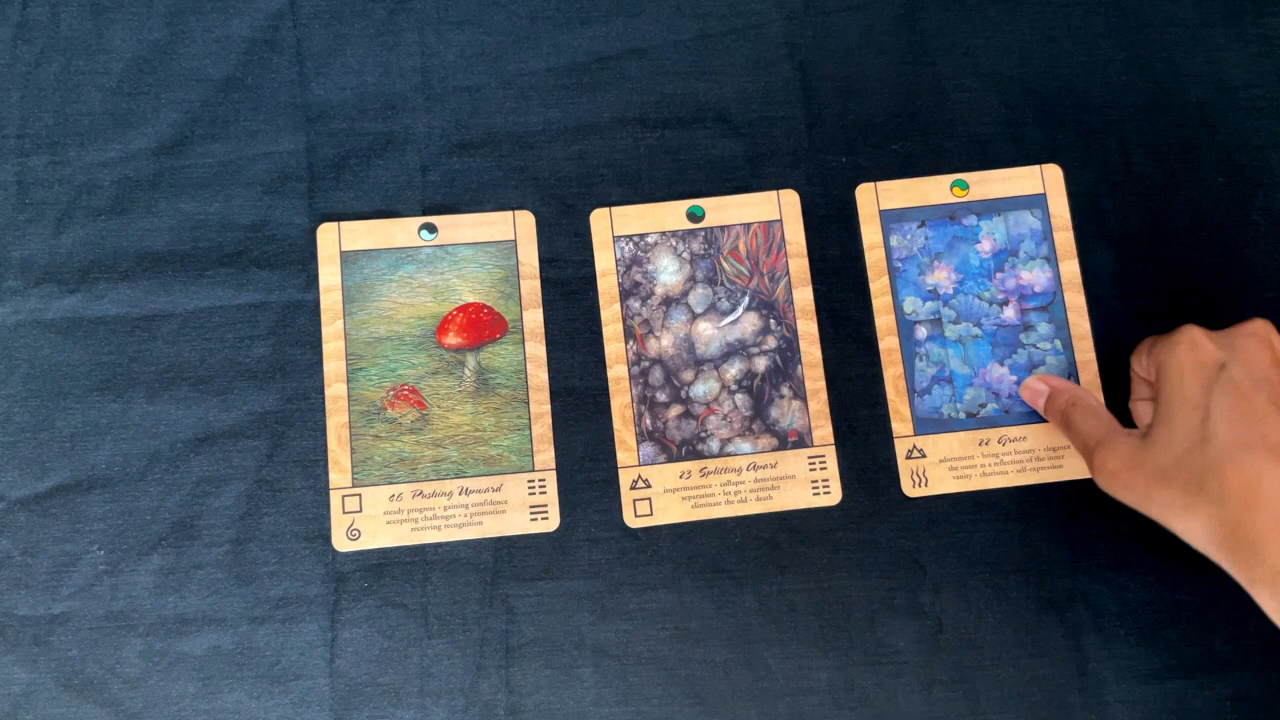 06 Pushing Upward
steady progress • gaining confidence
accepting challenges • a promotion
receiving recognition
23 Splitting Apart
impermanence • collapse • deterioration
separation • let go • surrender
eliminate the old • death
22 Grace
adornment • bring out beauty • elegance
the outer as a reflection of the inner
vanity • charisma • self-expression